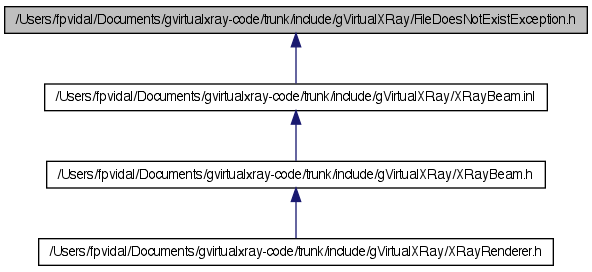 /Users/fpvidal/Documents/gvirtualxray-code/trunk/include/gVirtualXRay/FileDoesNotExistException.h
/Users/fpvidal/Documents/gvirtualxray-code/trunk/include/gVirtualXRay/XRayBeam.inl
/Users/fpvidal/Documents/gvirtualxray-code/trunk/include/gVirtualXRay/XRayBeam.h
/Users/fpvidal/Documents/gvirtualxray-code/trunk/include/gVirtualXRay/XRayRenderer.h